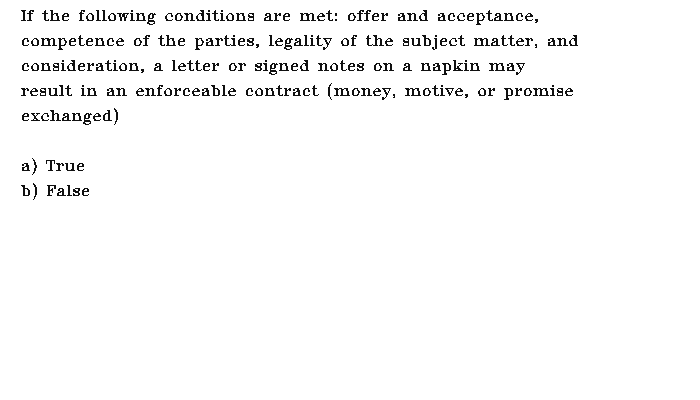 If the following conditions are met: offer and acceptance,
competence of the parties, legality of the subject matter, and
consideration, a letter or signed notes on a napkin may
result in an enforceable contract (money, motive, or promise
exchanged)

a) True
b) False